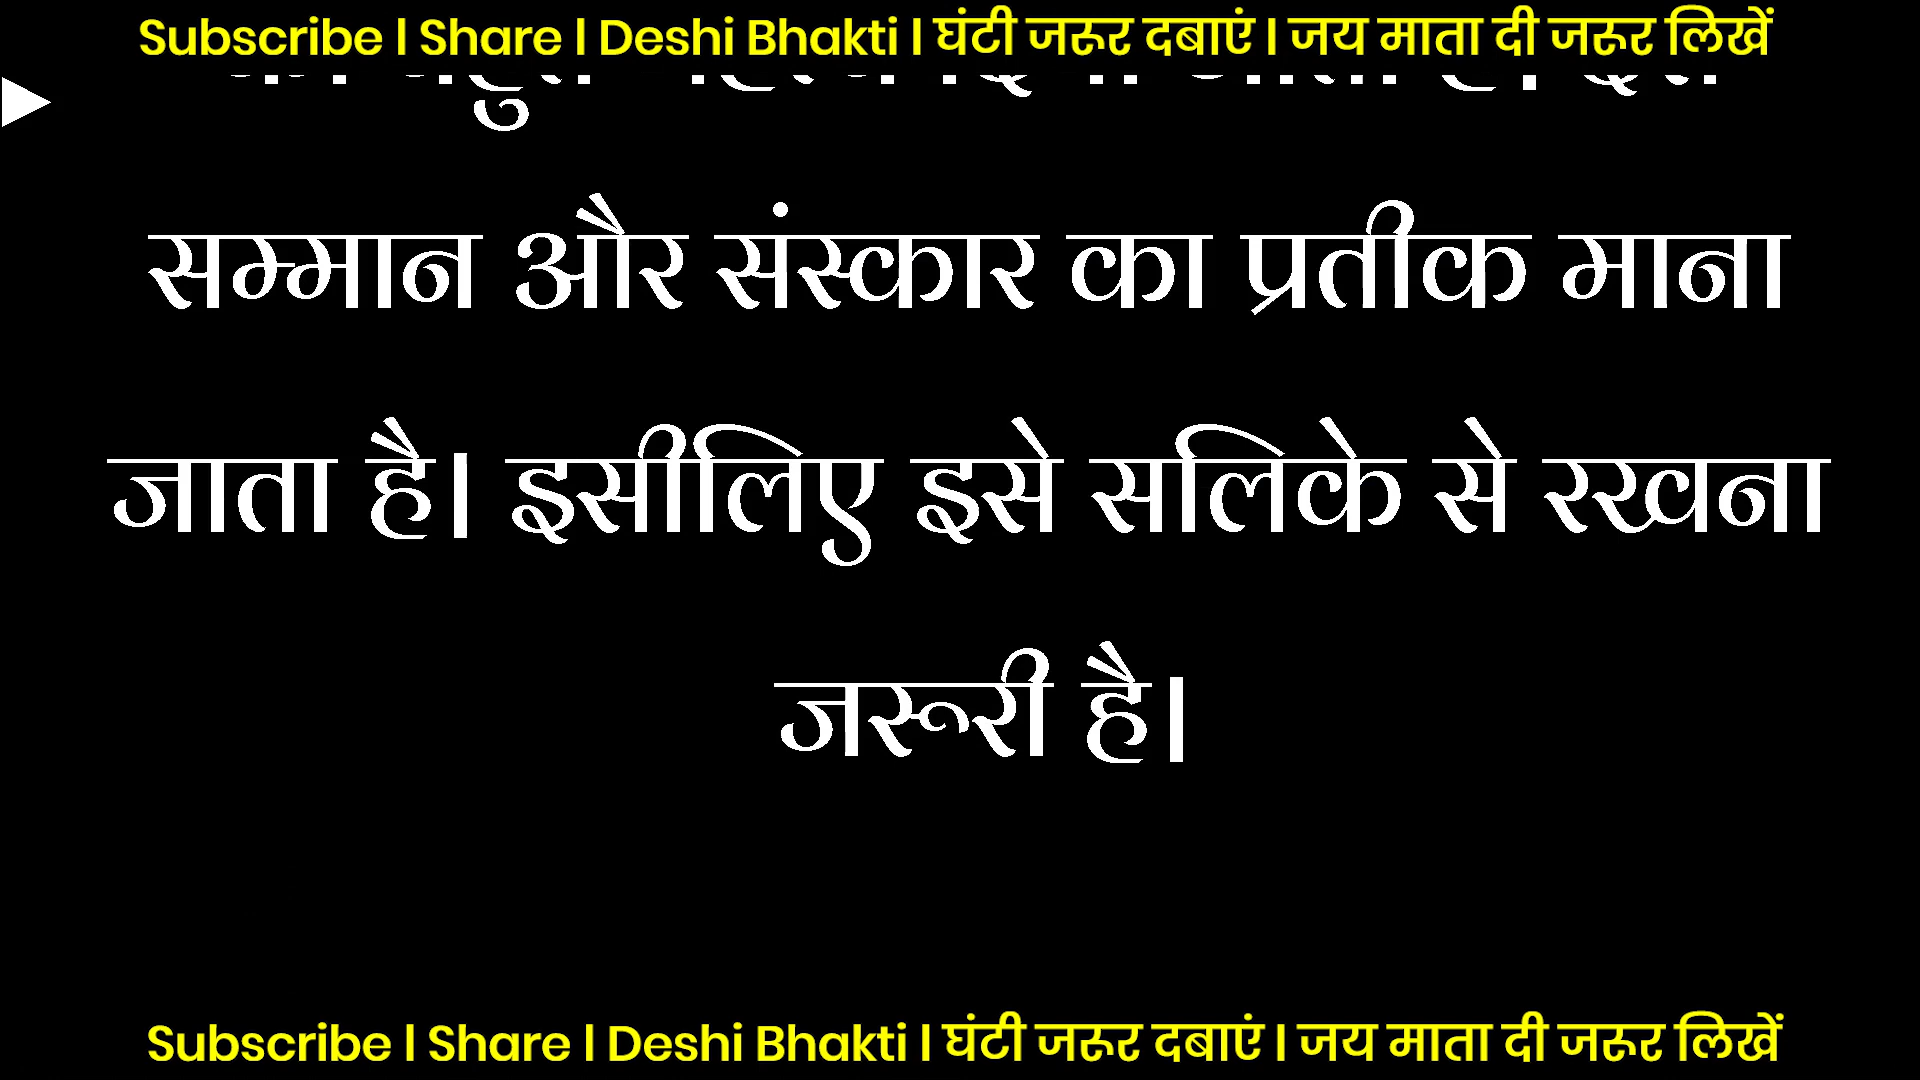 Subscribe l Share l Deshi Bhakti l घंटी जरूर दबाएं l जय माता दी जरूर लिखें
सम्मान और संस्कार का प्रतीक माना
जाता है। इसीलिए इसे सलिके से रखना
जरूरी है।
Subscribe l Share l Deshi Bhakti l घंटी जरूर दबाएं l जय माता दी जरूर लिखें